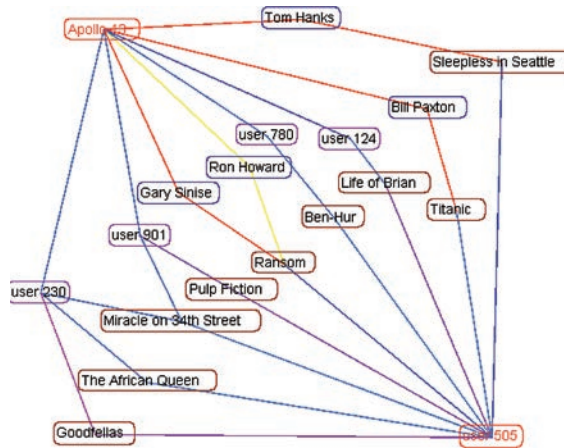 Tom Hanks
Apollo 13
Sleepless in Seattle
Bill Paxton
user 780
user 124
Ron Howard
Life of Brian
Gary Sinise
Ben-Hur
Titanic
user 901
Ransom
user 230
Pulp Fiction
Miracle on 34th Street
The African Queen
Goodfellas
user 505